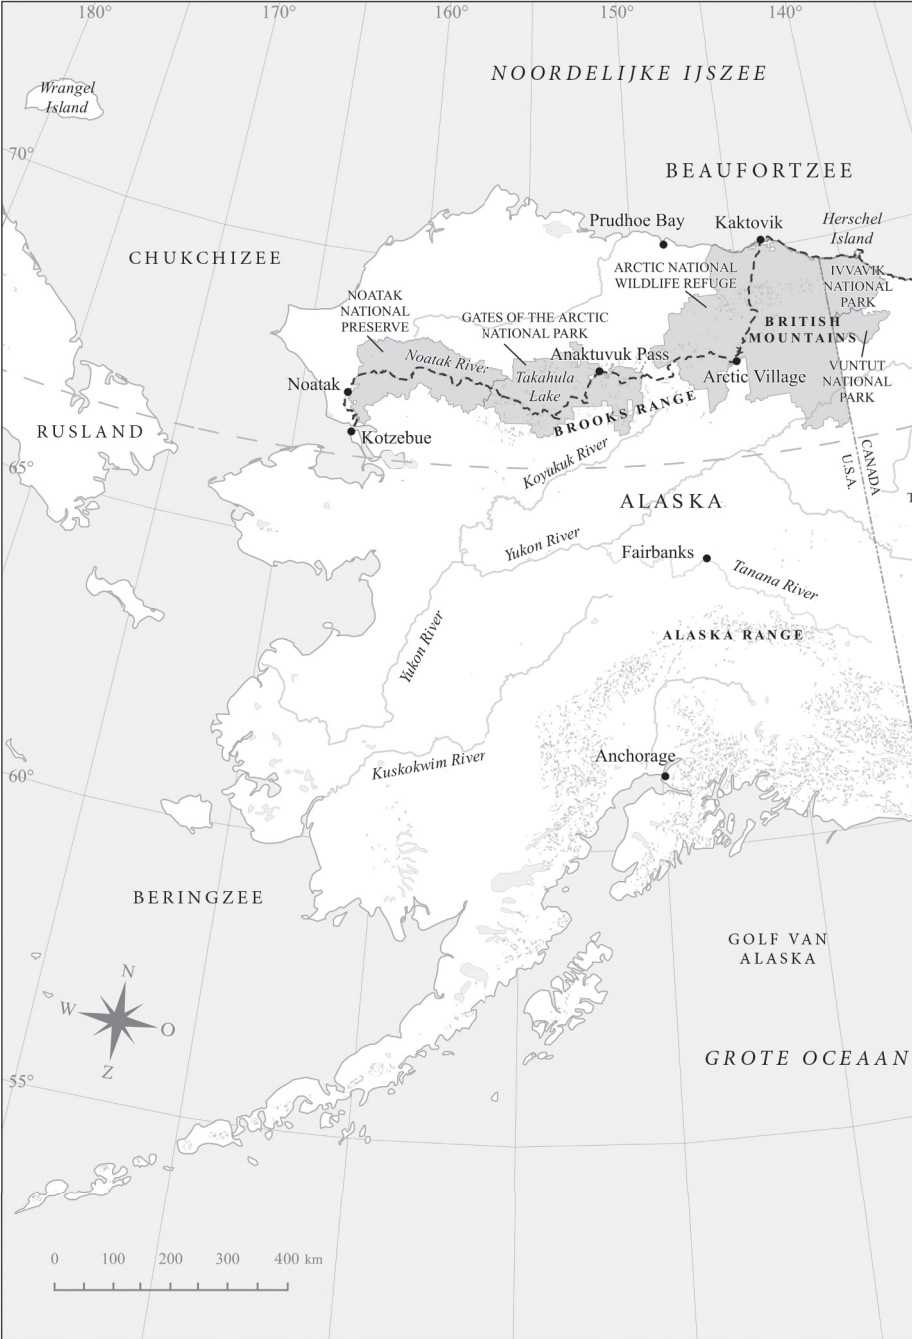 180°
170°
160°
150°
140°
NOORDELIJKE IJSZEE
Wrangel
Island
70°
BEAUFORTZEE
Prudhoe Bay
Kaktovik
Herschel
Island
CHUKCHIZEE
ARCTIC NATIONAL
WILDLIFE REFUGE
IVVAVIK
NATIONAL
PARK
NOATAK
NATIONAL
PRESERVE
GATES OF THE ARCTIC
NATIONAL PARK
BRITISH
MOUNTAINS
Noatak River
Anaktuvuk Pass
Takahula
Lake
Arctic Village
VUNTUT
NATIONAL
PARK
Noatak
BROOKS RANGE
Kotzebue
RUSLAND
65°
Koyukuk River
CANADA
U.S.A.
ALASKA
T
Yukon River
Fairbanks
Tanana River
Yukon River
ALASKA RANGE
Anchorage
Kuskokwim River
60°
BERINGZEE
GOLF VAN
ALASKA
N
W
O
Z
GROTE OCEAAN
55°
0 100 200 300 400 km